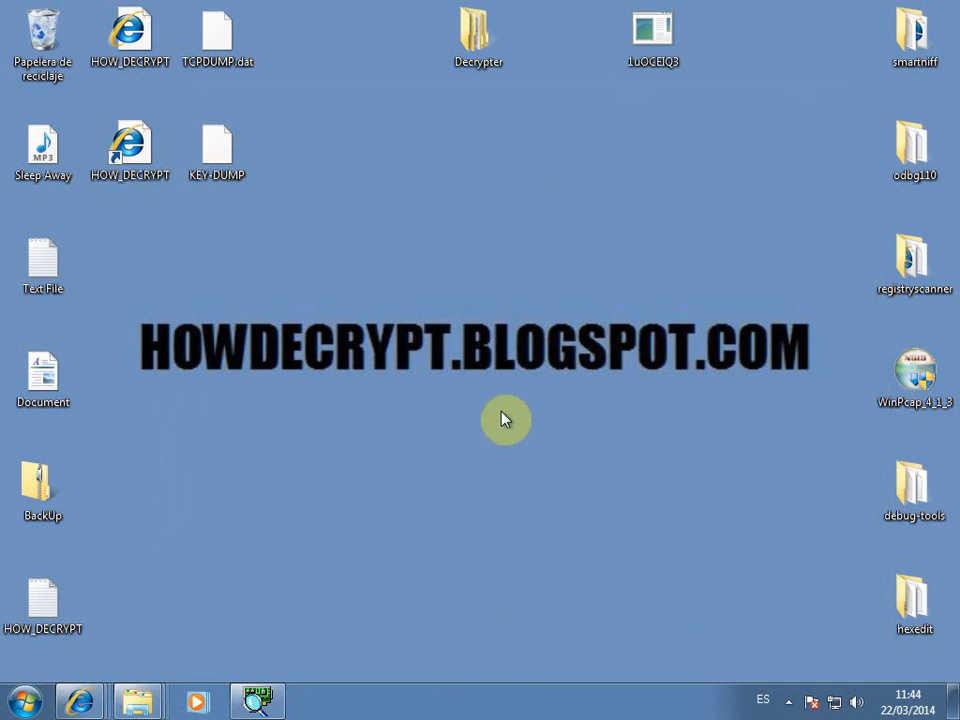 Papelera de
reciclaje
HOW_DECRYPT
TCPDUMP.dat
Decrypter
1uOCEIQ3
smartniff
MP3
Sleep Away
HOW_DECRYPT
KEY-DUMP
odbg110
Text File
registryscanner
HOWDECRYPT.BLOGSPOT.COM
Document
WinPcap_4_1_3
BackUp
debug-tools
HOW_DECRYPT
hexedit
ES
11:44
22/03/2014